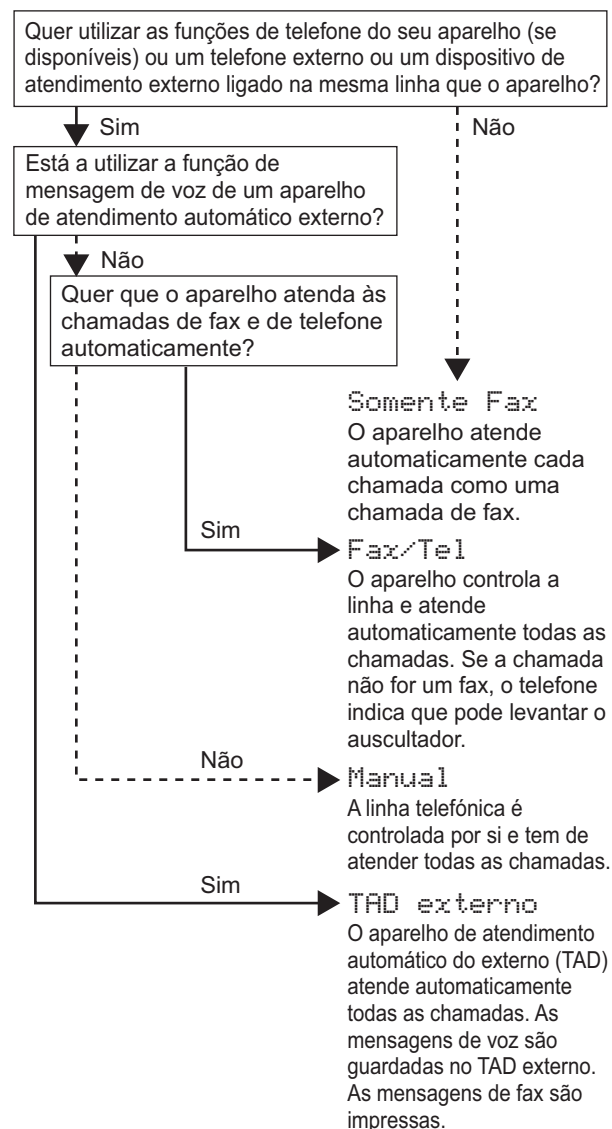 Quer utilizar as funções de telefone do seu aparelho (se
disponíveis) ou um telefone externo ou um dispositivo de
atendimento externo ligado na mesma linha que o aparelho?
Sim
Não
Está a utilizar a função de
mensagem de voz de um aparelho
de atendimento automático externo?
Não
Quer que o aparelho atenda às
chamadas de fax e de telefone
automaticamente?
Somente Fax
O aparelho atende
automaticamente cada
chamada como uma
chamada de fax.
Sim
Fax/Tel
O aparelho controla a
linha e atende
automaticamente todas as
chamadas. Se a chamada
não for um fax, o telefone
indica que pode levantar o
auscultador.
Não
Manual
A linha telefónica é
controlada por si e tem de
atender todas as chamadas.
Sim
TAD externo
O aparelho de atendimento
automático do externo (TAD)
atende automaticamente
todas as chamadas. As
mensagens de voz são
guardadas no TAD externo.
As mensagens de fax são
impressas.